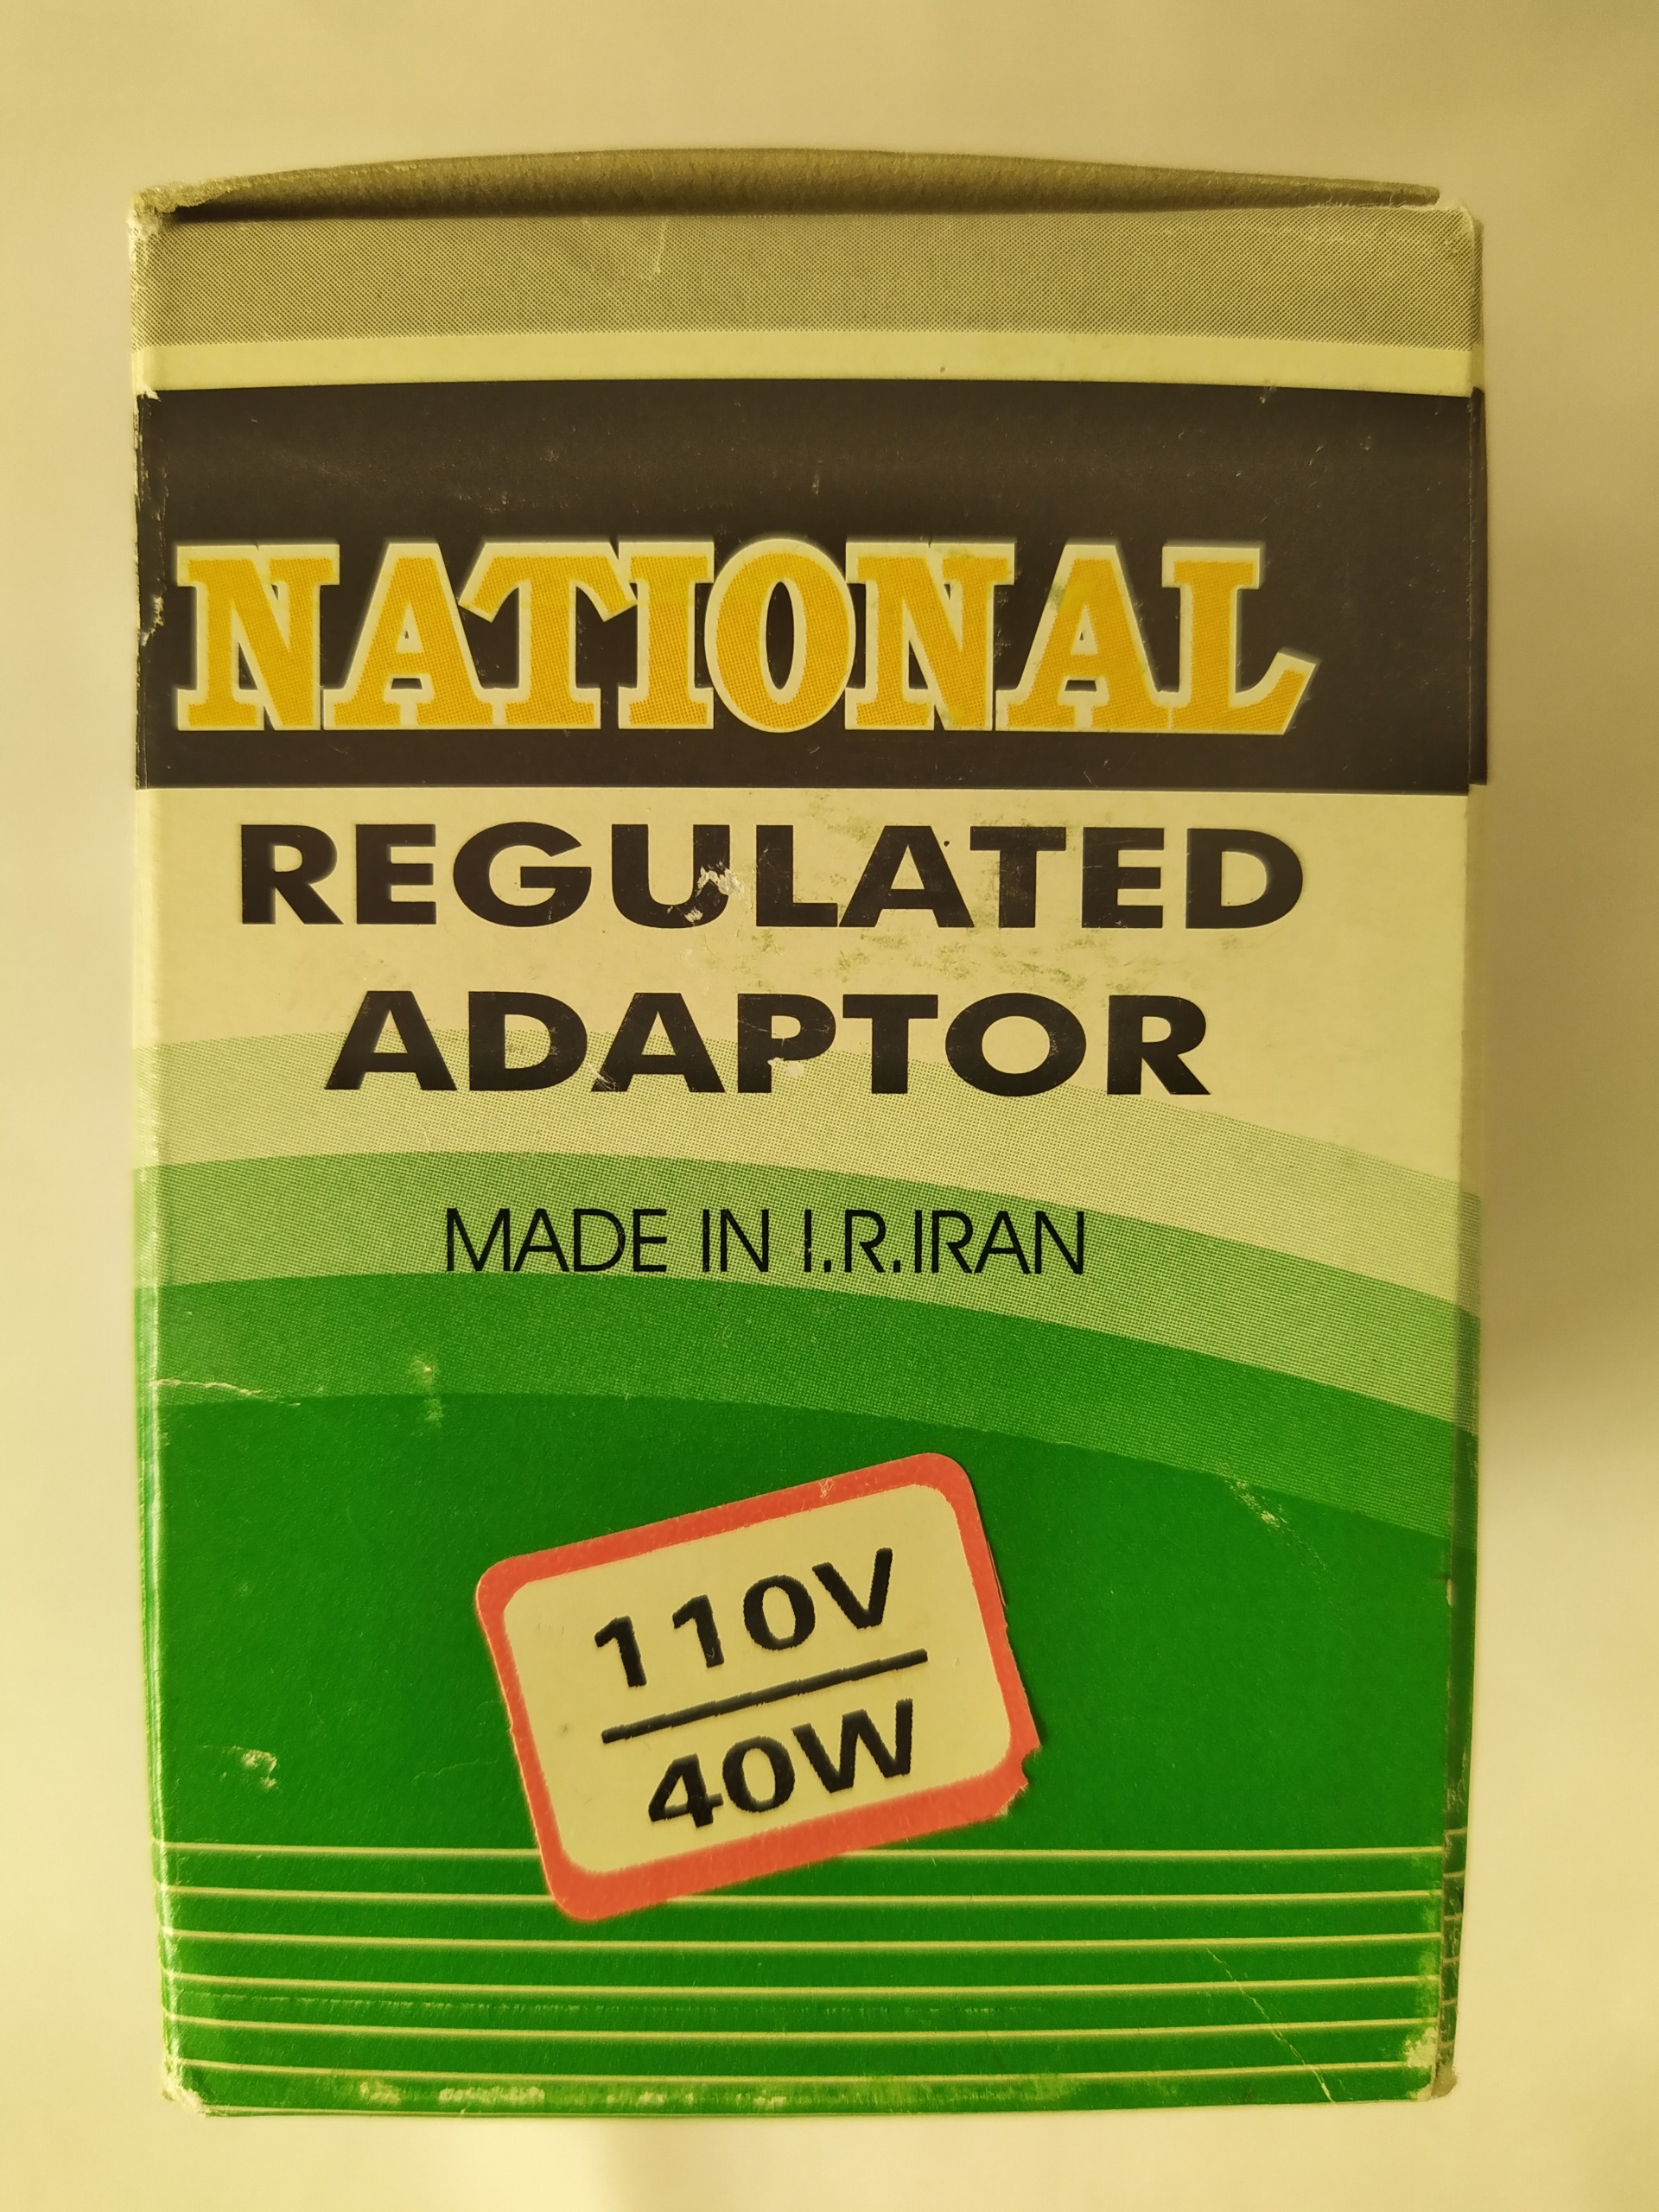 NATIONAL
REGULATED
ADAPTOR
MADE IN I.R.IRAN
110V
40W